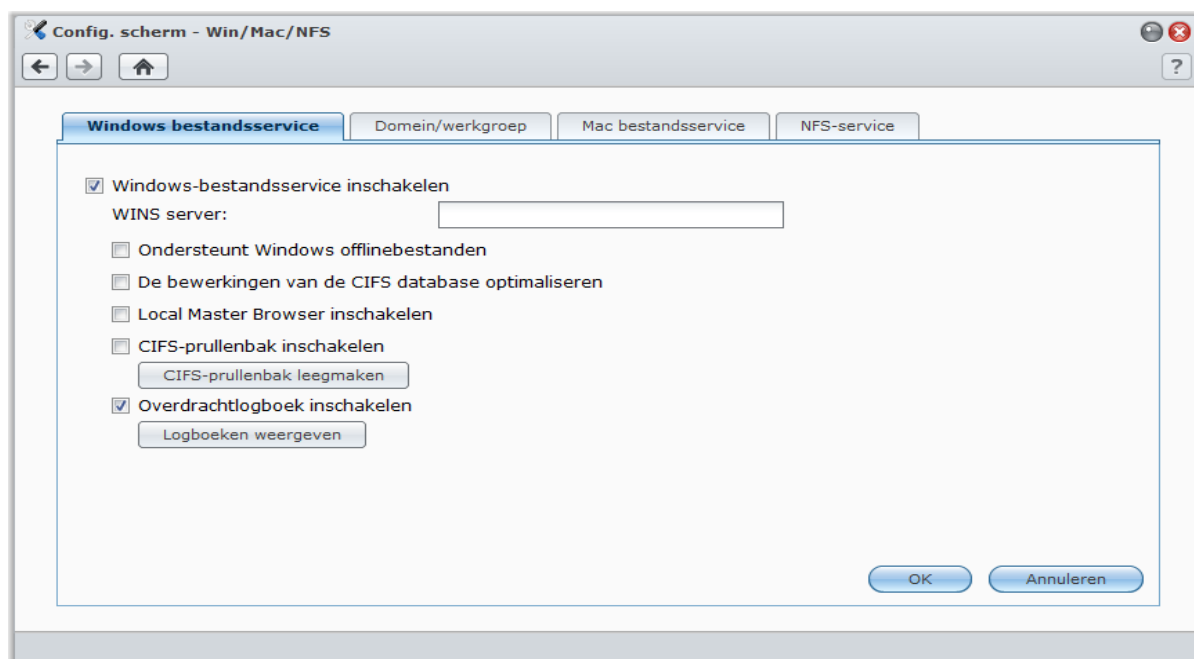 Config. scherm - Win/Mac/NFS
?
Windows bestandsservice Domein/werkgroep Mac bestandsservice NFS-service
Windows-bestandsservice inschakelen
WINS server:
Ondersteunt Windows offlinebestanden
De bewerkingen van de CIFS database optimaliseren
Local Master Browser inschakelen
CIFS-prullenbak inschakelen
CIFS-prullenbak leegmaken
Overdrachtlogboek inschakelen
Logboeken weergeven
OK Annuleren